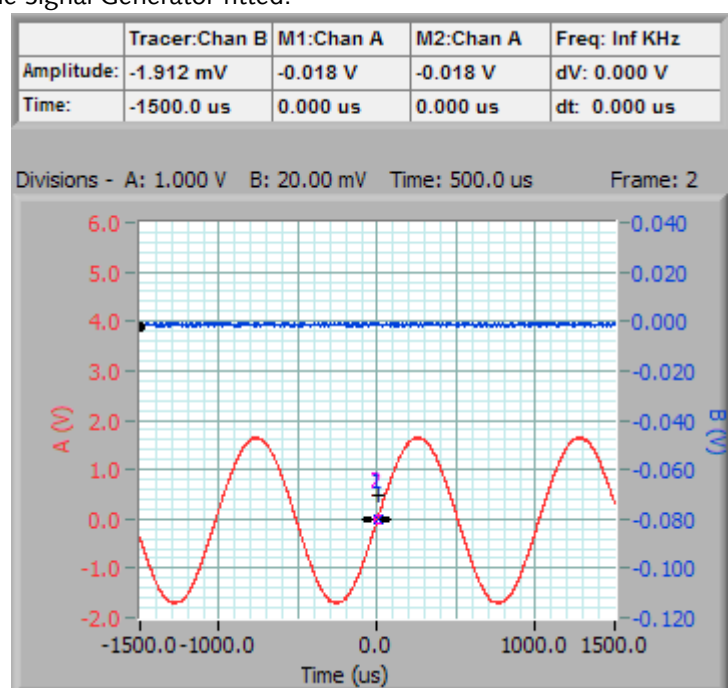 he Signal Generator fitted.
Tracer:Chan B M1:Chan A M2:Chan A Freq: Inf KHz
Amplitude: -1.912 mV -0.018 V -0.018 V dV: 0.000 V
Time: -1500.0 us 0.000 us 0.000 us dt: 0.000 us
Divisions - A: 1.000 V B: 20.00 mV Time: 500.0 us Frame: 2
6.0
5.0
4.0
3.0
2.0
1.0
0.0
-1.0
-2.0
A (V)
0.040
0.020
0.000
-0.020
-0.040
-0.060
-0.080
-0.100
-0.120
B (V)
-1500.0 -1000.0 0.0 1000.0 1500.0
Time (us)